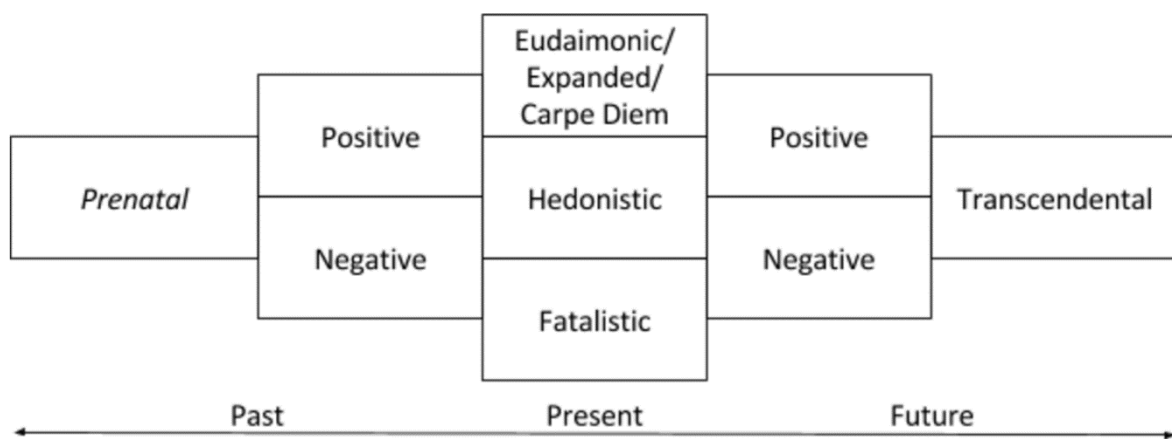 Eudaimonic/
Expanded/
Carpe Diem
Positive
Positive
Prenatal
Hedonistic
Transcendental
Negative
Negative
Fatalistic
Past
Present
Future